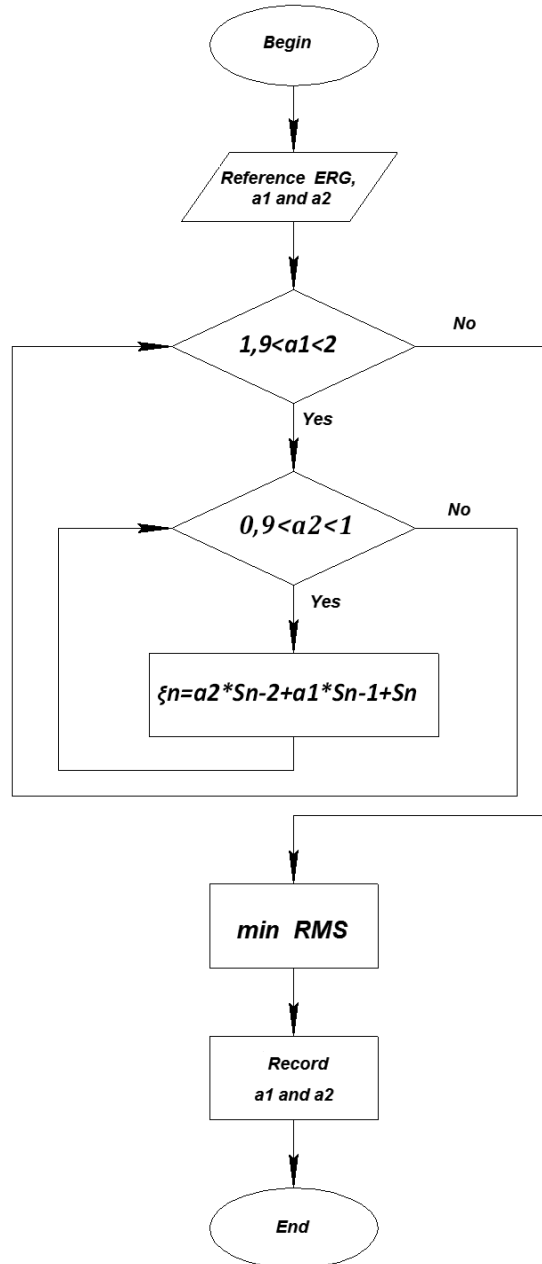 Begin
Reference ERG,
a1 and a2
1,9<a1<2
No
Yes
0,9<a2<1
No
Yes
ξn=a2*Sn-2+a1*Sn-1+Sn
min RMS
Record
a1 and a2
End